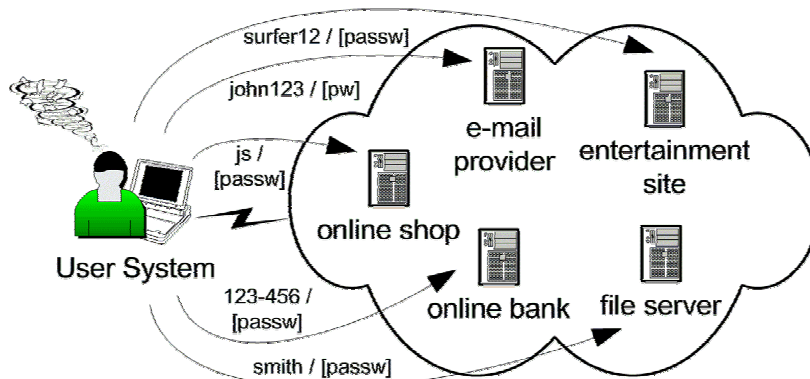 surfer12 / [passw]
john123 / [pw]
js /
[passw]
e-mail
provider
entertainment
site
online shop
User System
123-456 /
[passw]
online bank
file server
smith / [passw]